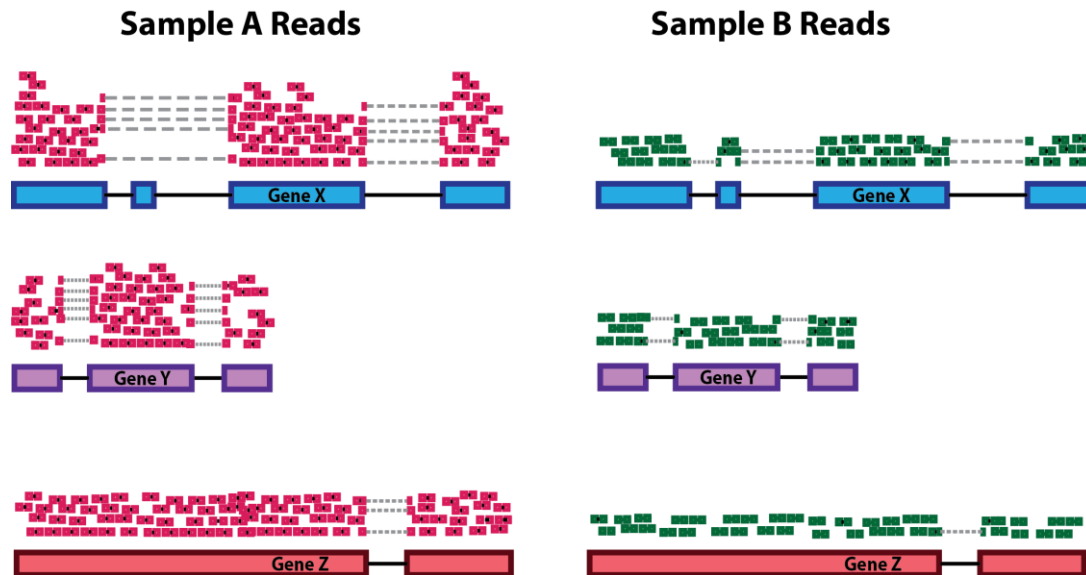 Sample A Reads
Sample B Reads
Gene X
Gene X
Gene Y
Gene Y
Gene Z
Gene Z